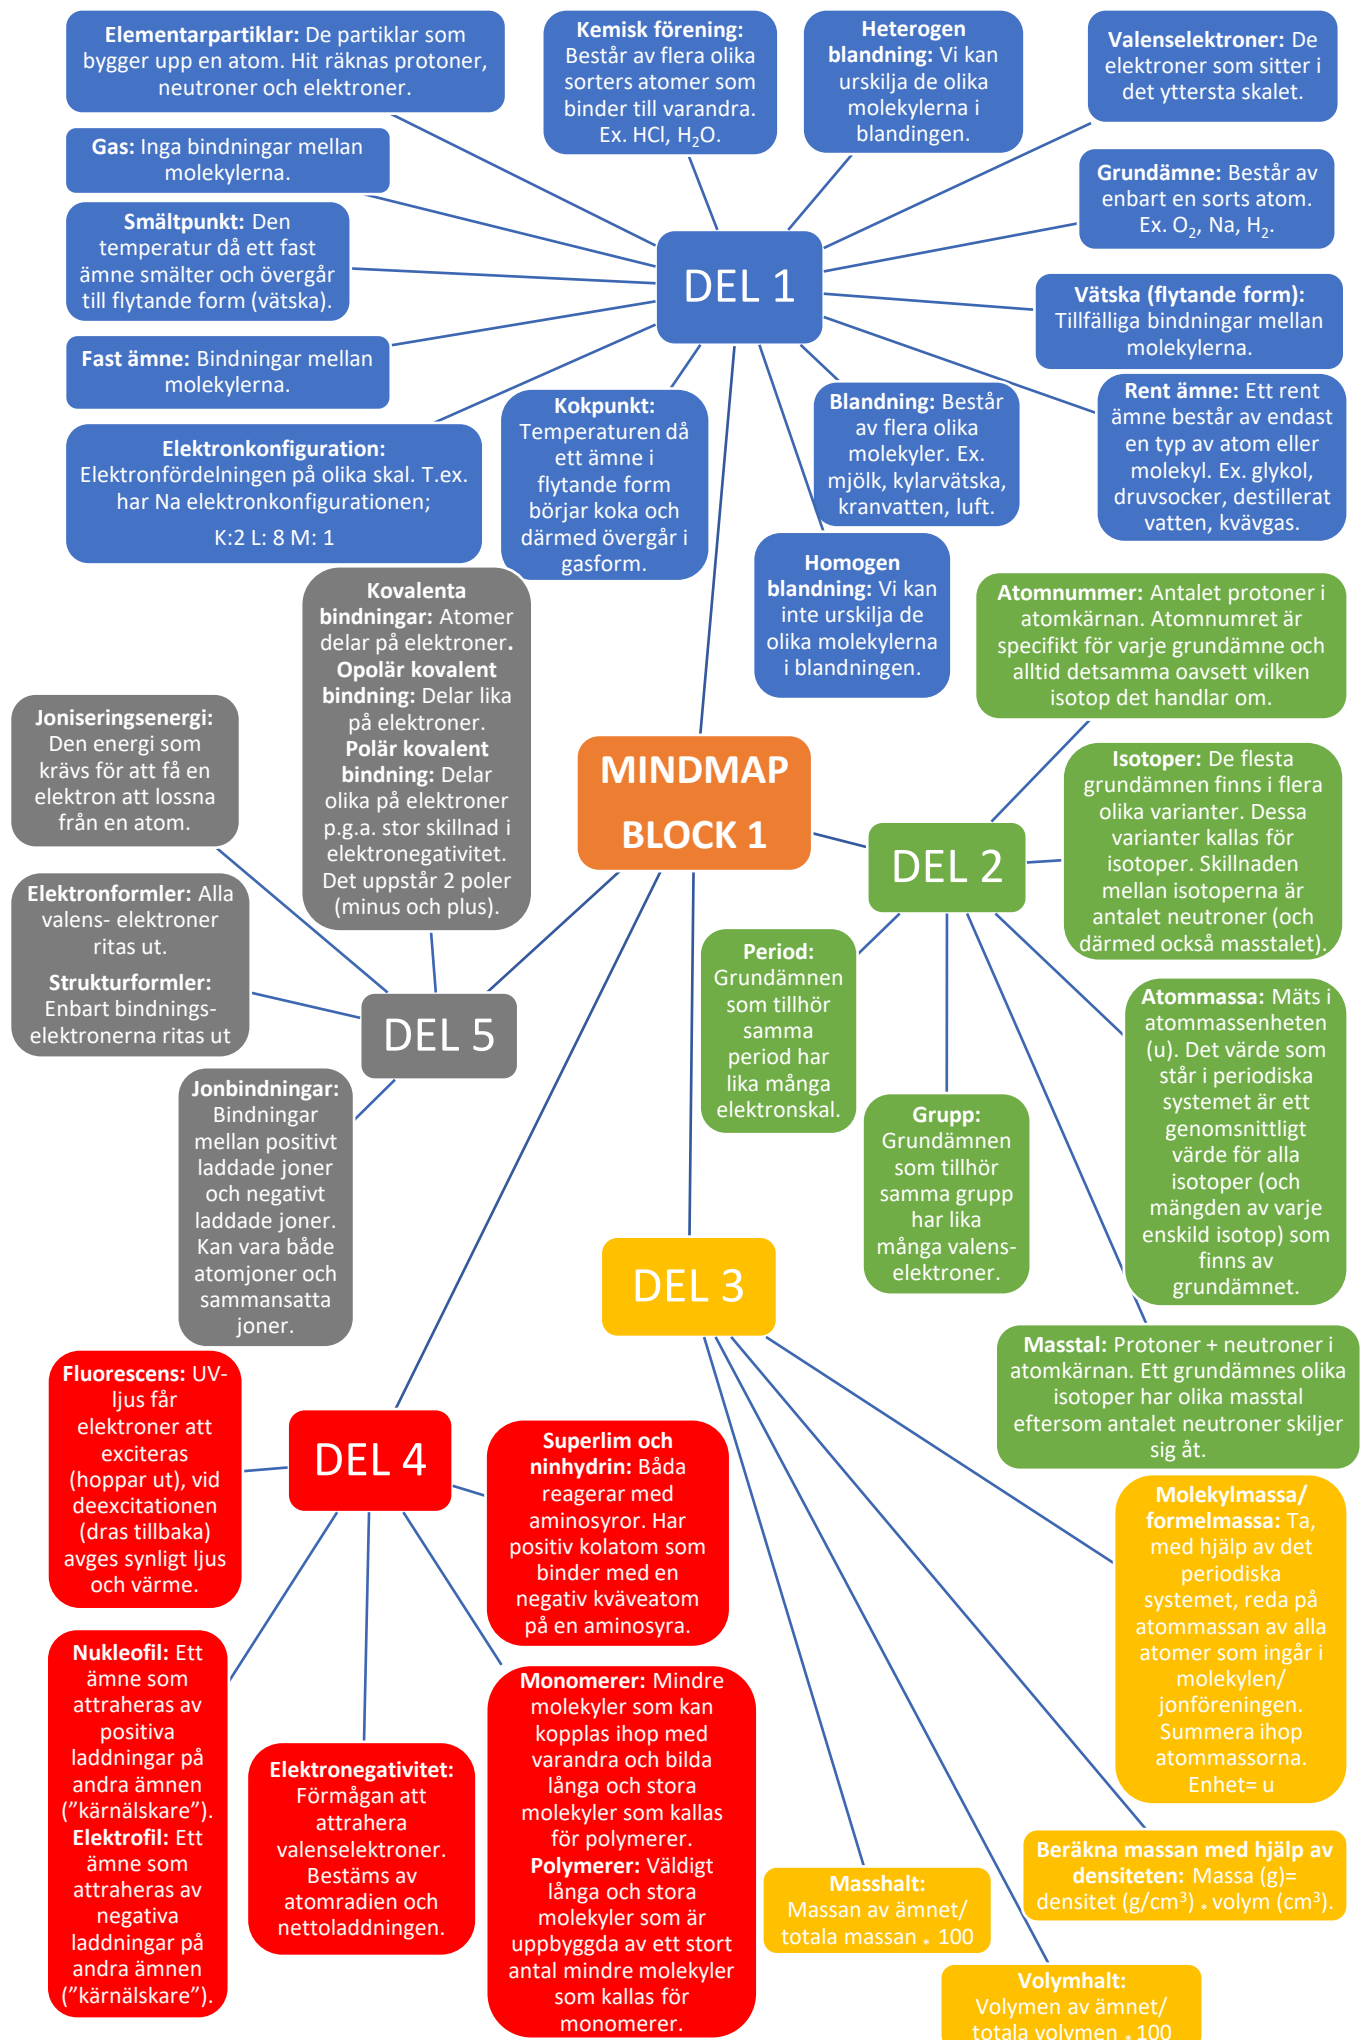 Elementarpartiklar: De partiklar som
bygger upp en atom. Hit räknas protoner,
neutroner och elektroner.
Kemisk förening:
Består av flera olika
sorters atomer som
binder till varandra.
Ex. HCl, H₂O.
Heterogen
blandning: Vi kan
urskilja de olika
molekylerna i
blandingen.
Valenselektroner: De
elektroner som sitter i
det yttersta skalet.
Gas: Inga bindningar mellan
molekylerna.
Grundämne: Består av
enbart en sorts atom.
Ex. O₂, Na, H₂.
Smältpunkt: Den
temperatur då ett fast
ämne smälter och övergår
till flytande form (vätska).
DEL 1
Vätska (flytande form):
Tillfälliga bindningar mellan
molekylerna.
Fast ämne: Bindningar mellan
molekylerna.
Elektronkonfiguration:
Elektronfördelningen på olika skal. T.ex.
har Na elektronkonfigurationen;
K:2 L: 8 M: 1
Kokpunkt:
Temperaturen då
ett ämne i
flytande form
börjar koka och
därmed övergår i
gasform.
Blandning: Består
av flera olika
molekyler. Ex.
mjölk, kylarvätska,
kranvatten, luft.
Rent ämne: Ett rent
ämne består av endast
en typ av atom eller
molekyl. Ex. glykol,
druvsocker, destillerat
vatten, kvävgas.
Homogen
blandning: Vi kan
inte urskilja de
olika molekylerna
i blandningen.
Kovalenta
bindningar: Atomer
delar på elektroner.
Opolär kovalent
bindning: Delar lika
på elektroner.
Polär kovalent
bindning: Delar
olika på elektroner
p.g.a. stor skillnad i
elektronegativitet.
Det uppstår 2 poler
(minus och plus).
Atomnummer: Antalet protoner i
atomkärnan. Atomnumret är
specifikt för varje grundämne och
alltid detsamma oavsett vilken
isotop det handlar om.
Joniseringsenergi:
Den energi som
krävs för att få en
elektron att lossna
från en atom.
MINDMAP
BLOCK 1
Isotoper: De flesta
grundämnen finns i flera
olika varianter. Dessa
varianter kallas för
isotoper. Skillnaden
mellan isotoperna är
antalet neutroner (och
därmed också masstalet).
DEL 2
Elektronformler: Alla
valens- elektroner
ritas ut.
Strukturformler:
Enbart bindnings-
elektronerna ritas ut
DEL 5
Period:
Grundämnen
som tillhör
samma
period har
lika många
elektronskal.
Atommassa: Mäts i
atommassenheten
(u). Det värde som
står i periodiska
systemet är ett
genomsnittligt
värde för alla
isotoper (och
mängden av varje
enskild isotop) som
finns av
grundämnet.
Jonbindningar:
Bindningar
mellan positivt
laddade joner
och negativt
laddade joner.
Kan vara både
atomjoner och
sammansatta
joner.
Grupp:
Grundämnen
som tillhör
samma grupp
har lika
många valens-
elektroner.
DEL 3
Masstal: Protoner + neutroner i
atomkärnan. Ett grundämnes olika
isotoper har olika masstal
eftersom antalet neutroner skiljer
sig åt.
Fluorescens: UV-
ljus får
elektroner att
exciteras
(hoppar ut), vid
deexcitationen
(dras tillbaka)
avges synligt ljus
och värme.
DEL 4
Superlim och
ninhydrin: Båda
reagerar med
aminosyror. Har
positiv kolatom som
binder med en
negativ kväveatom
på en aminosyra.
Molekylmassa/
formelmassa: Ta,
med hjälp av det
periodiska
systemet, reda på
atommassan av alla
atomer som ingår i
molekylen/
jonföreningen.
Summera ihop
atommassorna.
Enhet= u
Nukleofil: Ett
ämne som
attraheras av
positiva
laddningar på
andra ämnen
(”kärnälskare”).
Elektrofil: Ett
ämne som
attraheras av
negativa
laddningar på
andra ämnen
(”kärnälskare”).
Elektronegativitet:
Förmågan att
attrahera
valenselektroner.
Bestäms av
atomradien och
nettoladdningen.
Monomerer: Mindre
molekyler som kan
kopplas ihop med
varandra och bilda
långa och stora
molekyler som kallas
för polymerer.
Polymerer: Väldigt
långa och stora
molekyler som är
uppbyggda av ett stort
antal mindre molekyler
som kallas för
monomerer.
Beräkna massan med hjälp av
densiteten: Massa (g)=
densitet (g/cm³) * volym (cm³).
Masshalt:
Massan av ämnet/
totala massan * 100
Volymhalt:
Volymen av ämnet/
totala volymen * 100